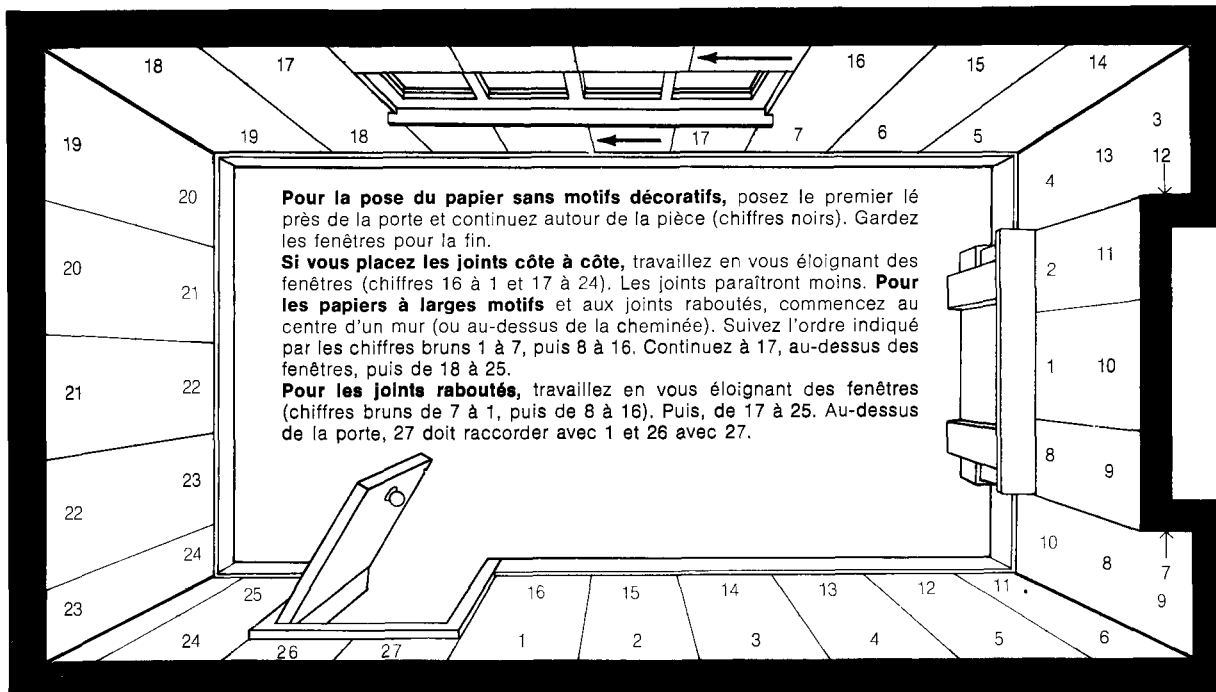 18 17 16 15 14
19 18 17 7 6 5
3
19 13 12
4
20
11
20 2
21
21 22 1 10
23 8 9
22
24 10 8 7
25 16 15 14 13 12 11
23 9
24 26 27 1 2 3 4 5 6
Pour la pose du papier sans motifs décoratifs, posez le premier lé
près de la porte et continuez autour de la pièce (chiffres noirs). Gardez
les fenêtres pour la fin.
Si vous placez les joints côte à côte, travaillez en vous éloignant des
fenêtres (chiffres 16 à 1 et 17 à 24). Les joints paraîtront moins. Pour
les papiers à larges motifs et aux joints raboutés, commencez au
centre d'un mur (ou au-dessus de la cheminée). Suivez l'ordre indiqué
par les chiffres bruns 1 à 7, puis 8 à 16. Continuez à 17, au-dessus des
fenêtres, puis de 18 à 25.
Pour les joints raboutés, travaillez en vous éloignant des fenêtres
(chiffres bruns de 7 à 1, puis de 8 à 16). Puis, de 17 à 25. Au-dessus
de la porte, 27 doit raccorder avec 1 et 26 avec 27.